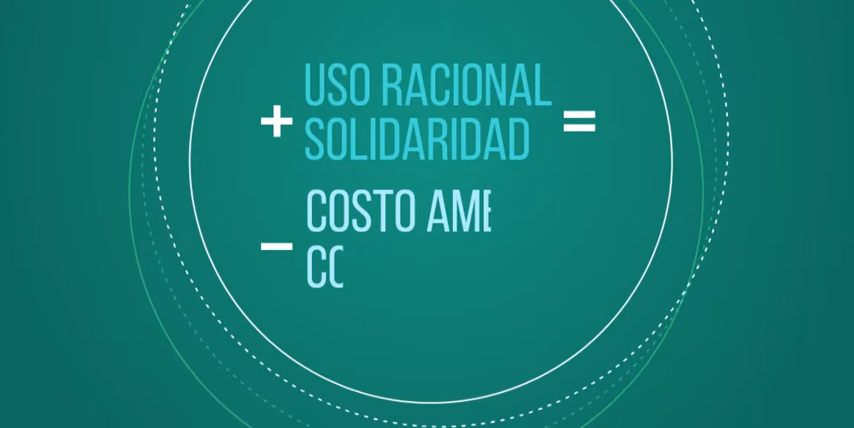 + USO RACIONAL =
SOLIDARIDAD
- COSTO